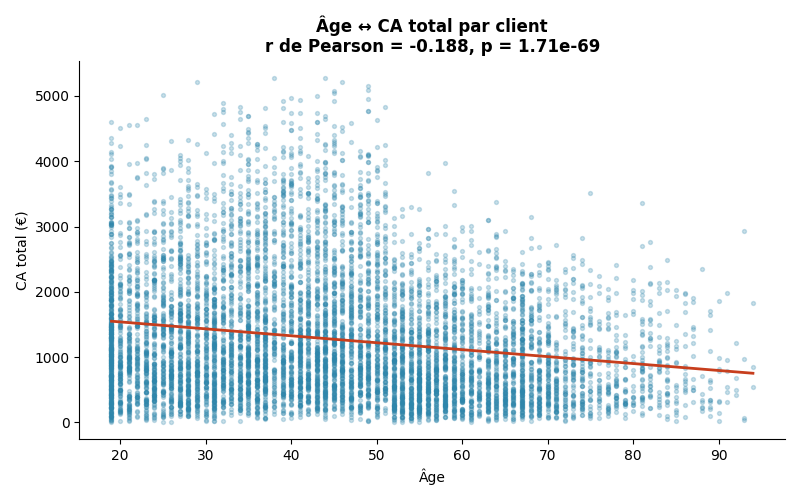 Âge ↔ CA total par client
r de Pearson = -0.188, p = 1.71e-69
CA total (€)
5000
4000
3000
2000
1000
0
20 30 40 50 60 70 80 90
Âge